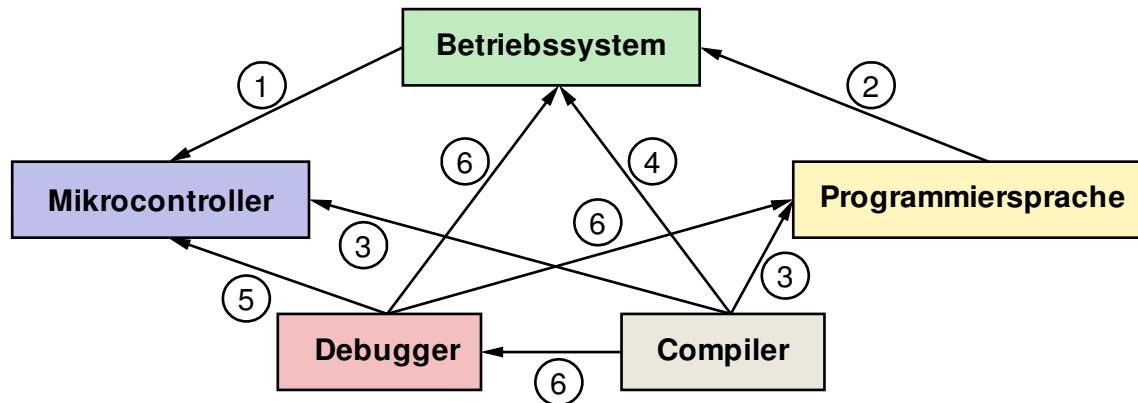 Betriebssystem
1
2
6
4
Mikrocontroller
Programmiersprache
6
3
3
5
Debugger
Compiler
6